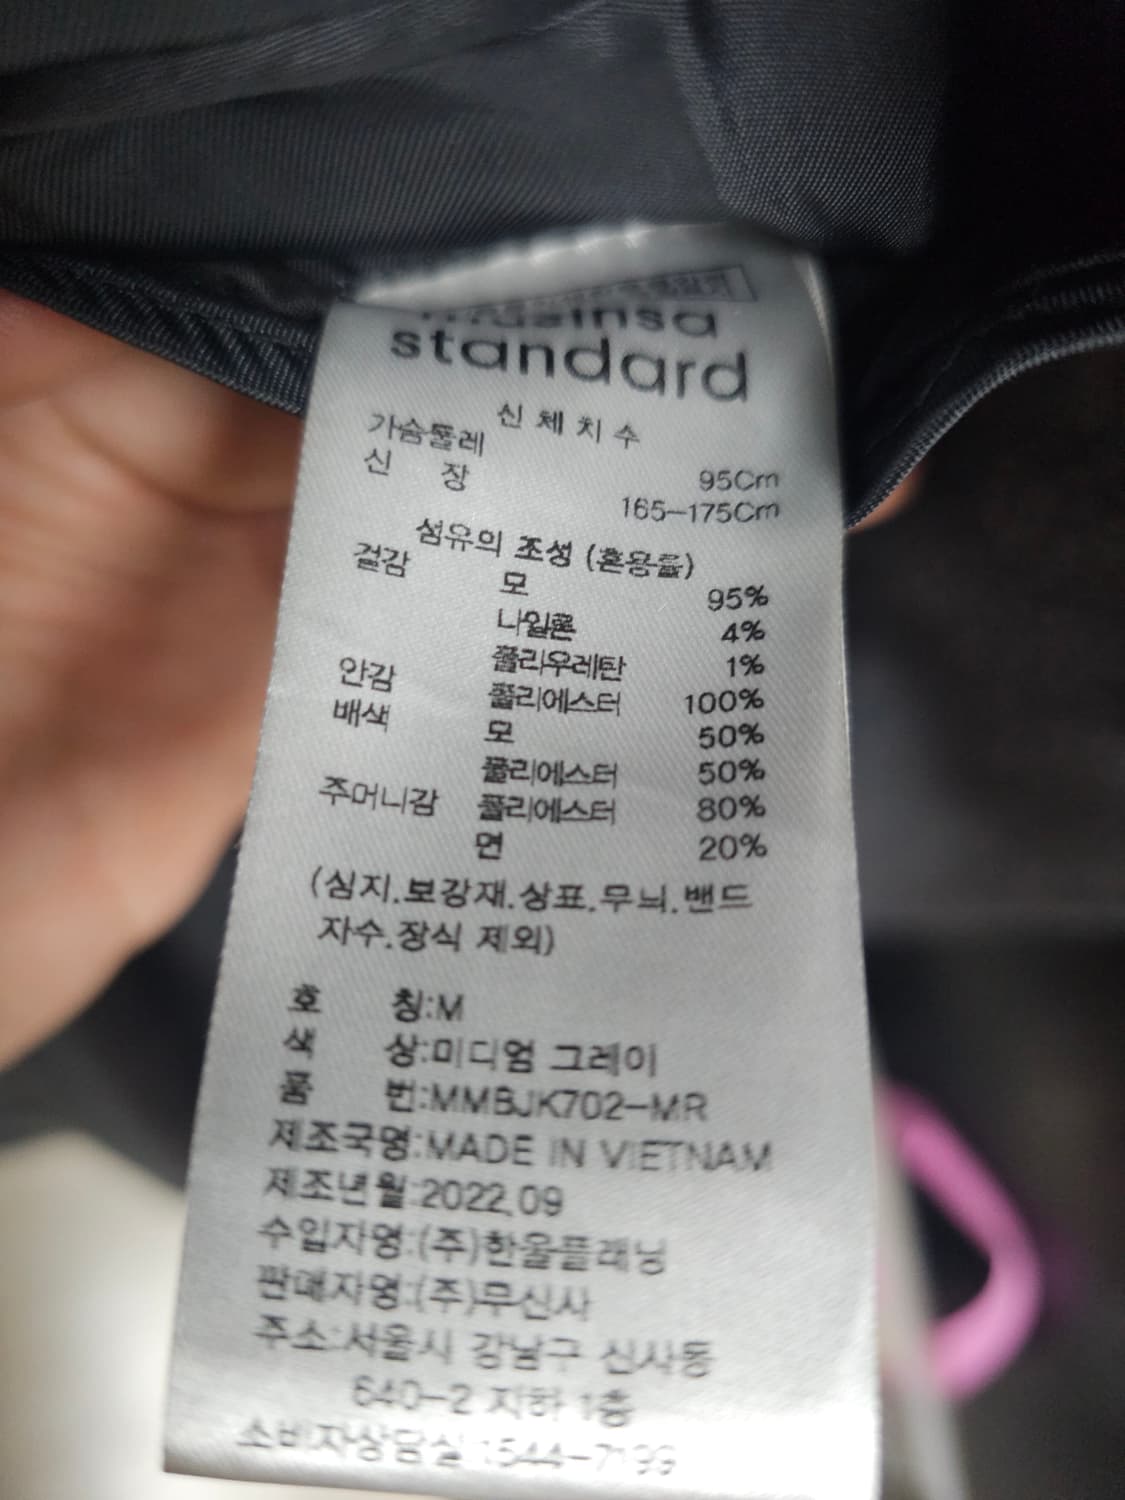 standard
신 체 치 수
가슴둘레 95Cm
신 장 165-175Cm
섬유의 조성 (혼용율)
겉감 모 95%
나일론 4%
폴리우레탄 1%
안감 폴리에스터 100%
배색 모 50%
폴리에스터 50%
주머니감 폴리에스터 80%
면 20%
(심지.보강재.상표.무늬.밴드
자수.장식 제외)
호 칭:M
색 상:미디엄 그레이
품 번:MMBJK702-MR
제조국명:MADE IN VIETNAM
제조년월:2022.09
수입자명:(주)한울플래닝
판매자명:(주)무신사
주소:서울시 강남구 신사동
640-2 지하 1층
소비자상담실:1544-7199